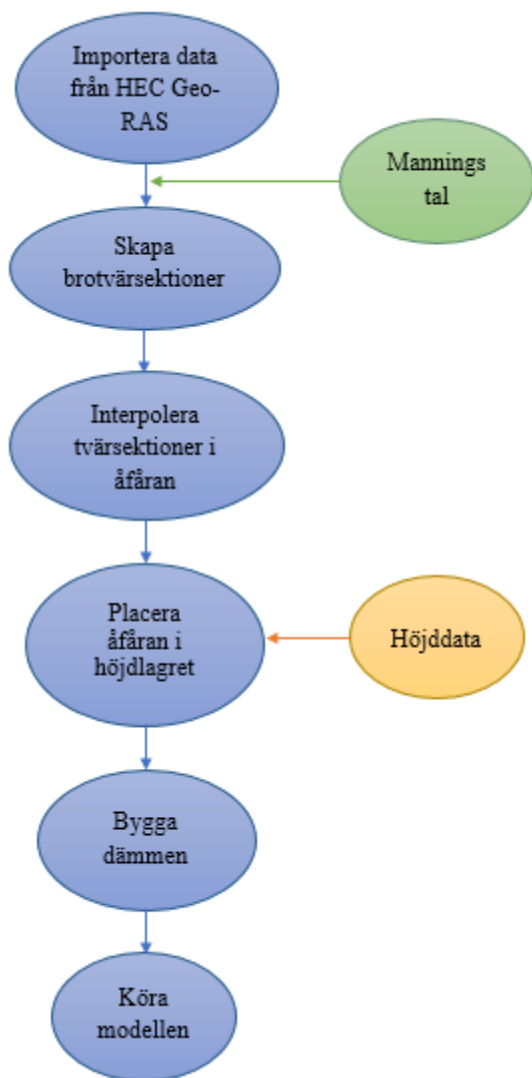 Importera data
från HEC Geo-
RAS
Mannings
tal
Skapa
brotvärsektioner
Interpolera
tvärsektioner i
åfåran
Placera
åfåran i
höjdlagret
Höjddata
Bygga
dämmen
Köra
modellen